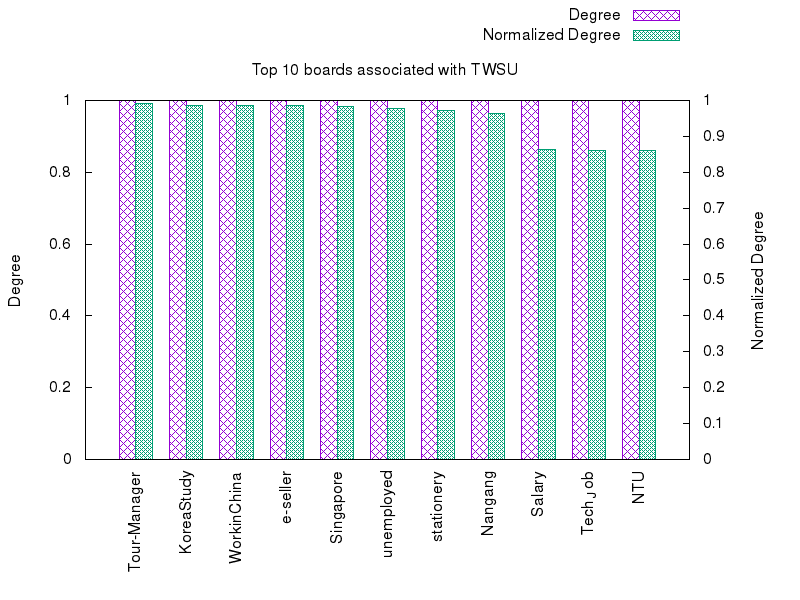 Degree
Normalized Degree
Top 10 boards associated with TWSU
1
0.8
0.6
0.4
0.2
0
1
0.9
0.8
0.7
0.6
0.5
0.4
0.3
0.2
0.1
0
Degree
Normalized Degree
Tour-Manager
KoreaStudy
WorkinChina
e-seller
Singapore
unemployed
stationery
Nangang
Salary
Tech_Job
NTU